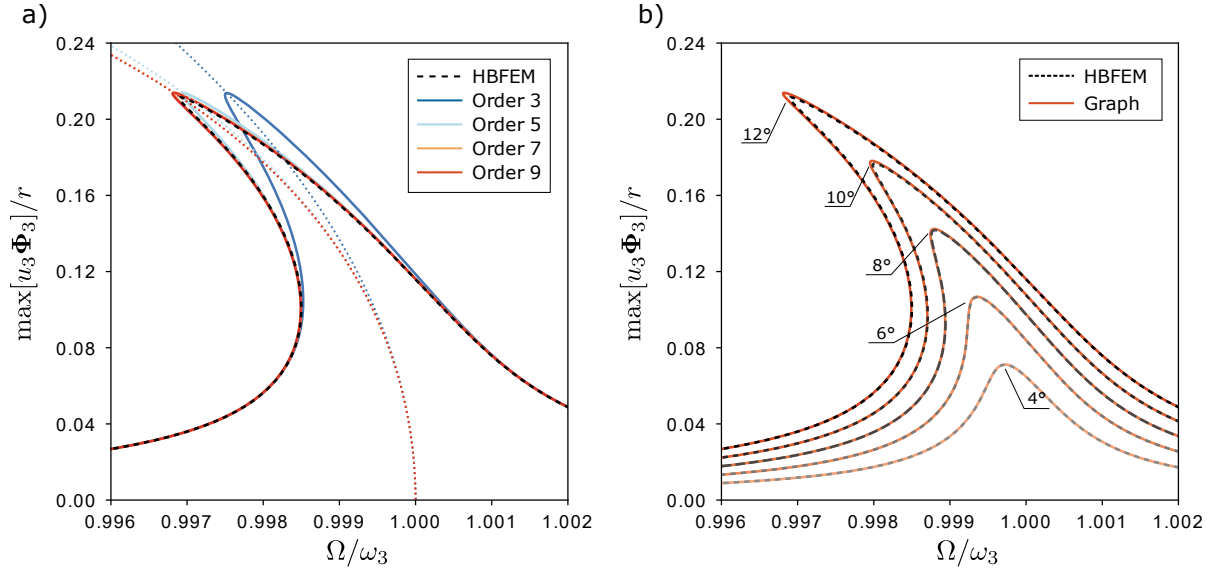 a)
0.24
0.20
0.16
0.12
0.08
0.04
0.00
max[u₃Φ₃]/r
0.996 0.997 0.998 0.999 1.000 1.001 1.002
Ω/ω₃
HBFEM
Order 3
Order 5
Order 7
Order 9
b)
0.24
0.20
0.16
0.12
0.08
0.04
0.00
max[u₃Φ₃]/r
0.996 0.997 0.998 0.999 1.000 1.001 1.002
Ω/ω₃
HBFEM
Graph
12°
10°
8°
6°
4°